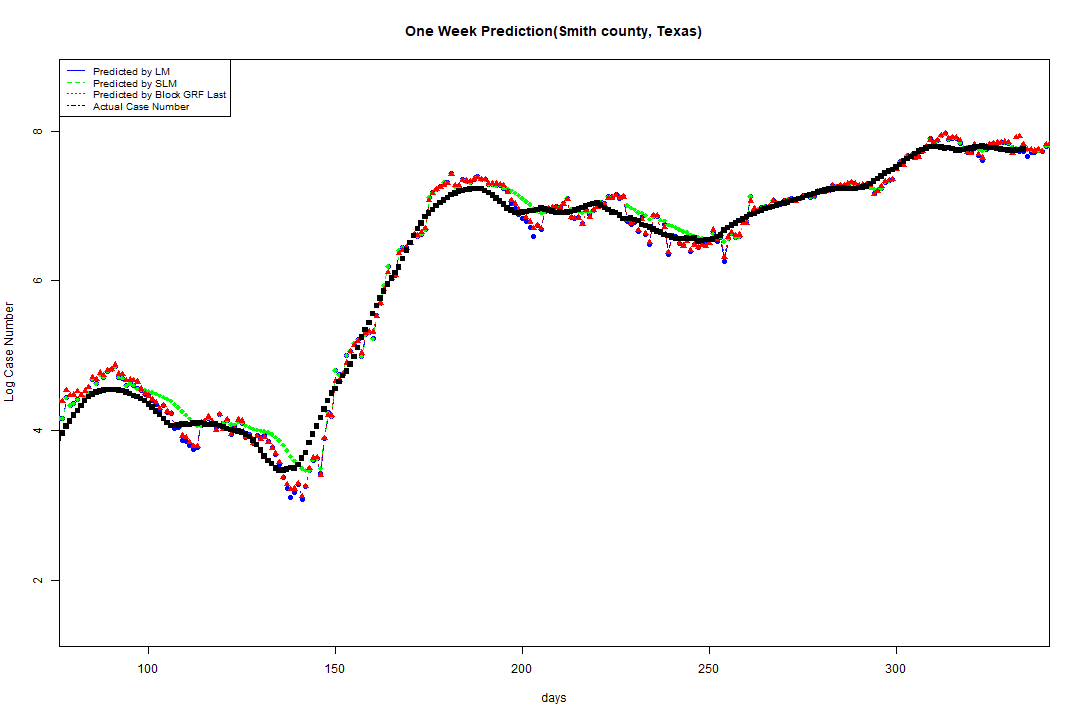 One Week Prediction(Smith county, Texas)
Predicted by LM
Predicted by SLM
Predicted by Block GRF Last
Actual Case Number
8
6
4
2
Log Case Number
100 150 200 250 300
days